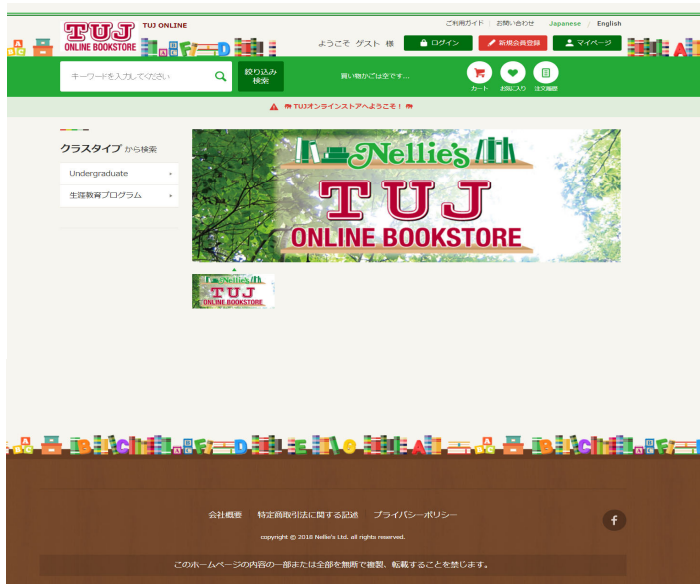 TUJ
ONLINE BOOKSTORE
TUJ ONLINE
ご利用ガイド | お問い合わせ Japanese / English
ようこそ ゲスト 様 ログイン 新規会員登録 マイページ
キーワードを入力してください
絞り込み
検索
買い物かごは空です...
カート お気に入り 注文履歴
TUJオンラインストアへようこそ！
クラスタイプ から検索
Undergraduate
生涯教育プログラム
Nellie's
TUJ
ONLINE BOOKSTORE
Nellie's
TUJ
ONLINE BOOKSTORE
会社概要 特定商取引法に関する記述 プライバシーポリシー
copyright © 2018 Nellie's Ltd. all rights reserved.
このホームページの内容の一部または全部を無断で複製、転載することを禁じます。